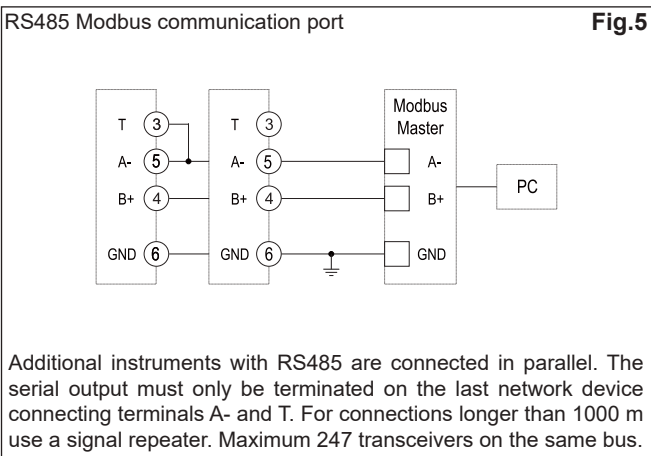 RS485 Modbus communication port Fig.5
Modbus
Master
T 3 T 3
A- 5 A- 5 A-
B+ 4 B+ 4 B+
PC
GND 6 GND 6 GND
Additional instruments with RS485 are connected in parallel. The
serial output must only be terminated on the last network device
connecting terminals A- and T. For connections longer than 1000 m
use a signal repeater. Maximum 247 transceivers on the same bus.